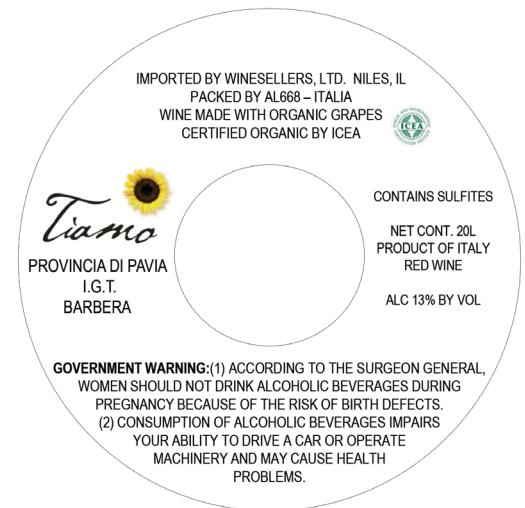 IMPORTED BY WINESELLERS, LTD. NILES, IL
PACKED BY AL668 – ITALIA
WINE MADE WITH ORGANIC GRAPES
CERTIFIED ORGANIC BY ICEA
ICEA
Tiamo
PROVINCIA DI PAVIA
I.G.T.
BARBERA
CONTAINS SULFITES
NET CONT. 20L
PRODUCT OF ITALY
RED WINE
ALC 13% BY VOL
GOVERNMENT WARNING:(1) ACCORDING TO THE SURGEON GENERAL,
WOMEN SHOULD NOT DRINK ALCOHOLIC BEVERAGES DURING
PREGNANCY BECAUSE OF THE RISK OF BIRTH DEFECTS.
(2) CONSUMPTION OF ALCOHOLIC BEVERAGES IMPAIRS
YOUR ABILITY TO DRIVE A CAR OR OPERATE
MACHINERY AND MAY CAUSE HEALTH
PROBLEMS.